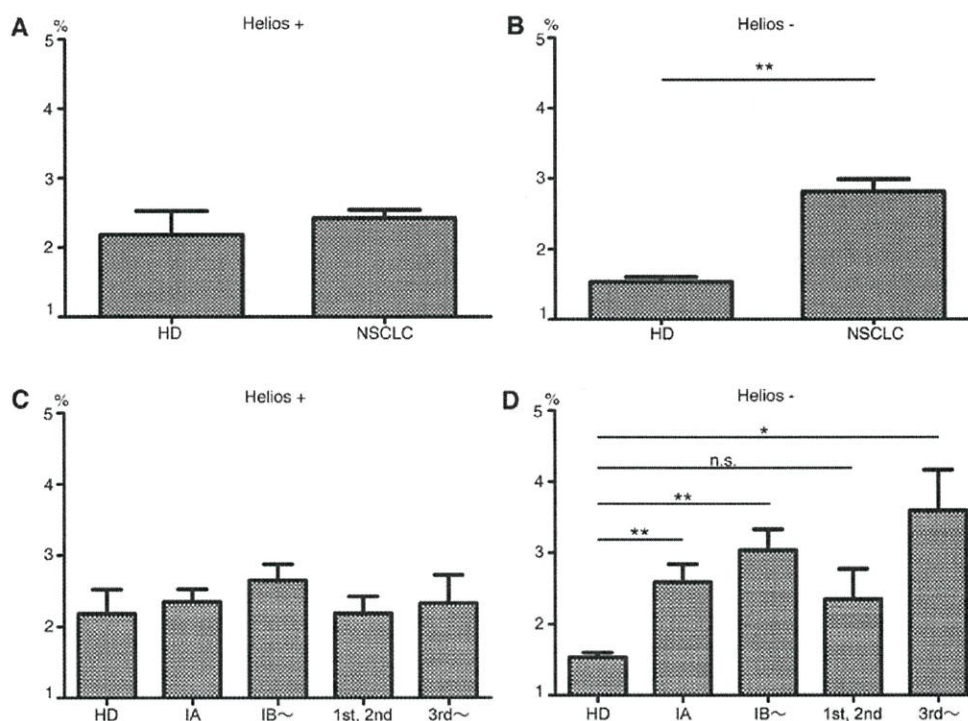 A
Helios +
%
5
4
3
2
1
HD NSCLC
B
Helios -
%
5
4
3
2
1
**
HD NSCLC
C
Helios +
%
5
4
3
2
1
HD IA IB～ 1st, 2nd 3rd～
D
Helios -
%
5
4
3
2
1
*
n.s.
**
**
HD IA IB～ 1st, 2nd 3rd～